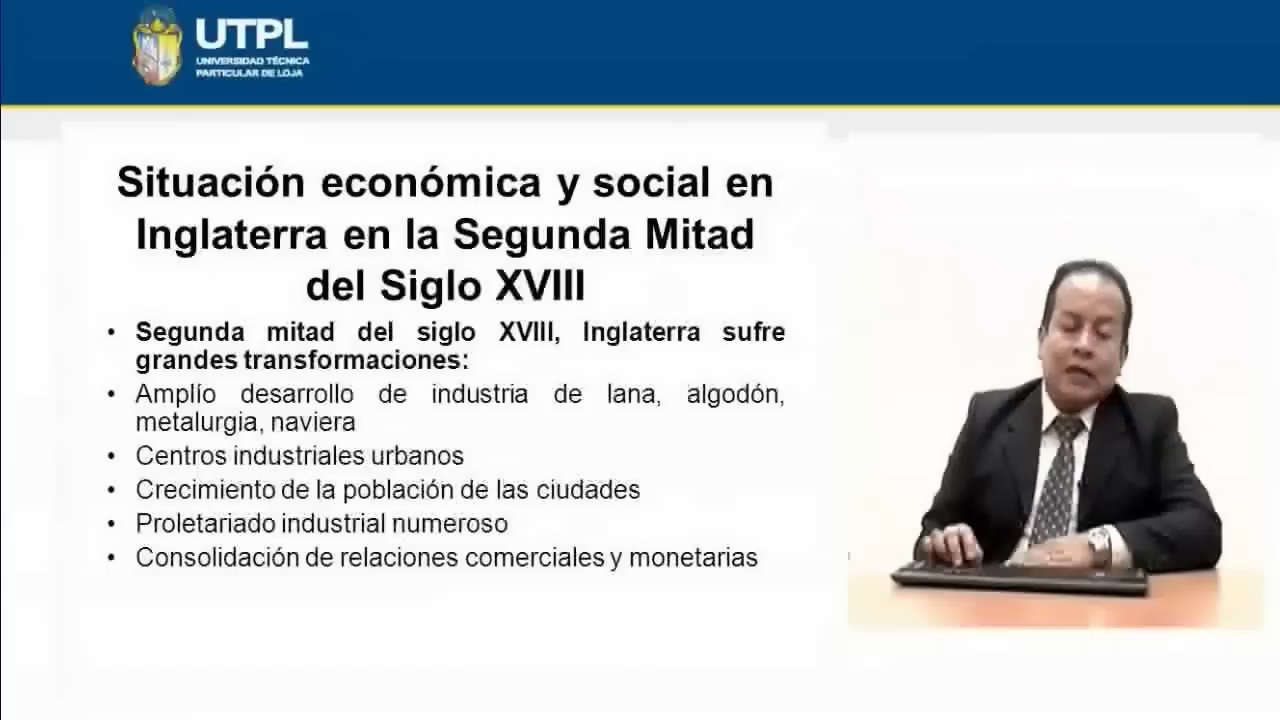 UTPL
UNIVERSIDAD TÉCNICA
PARTICULAR DE LOJA
Situación económica y social en
Inglaterra en la Segunda Mitad
del Siglo XVIII
• Segunda mitad del siglo XVIII, Inglaterra sufre
grandes transformaciones:
• Amplío desarrollo de industria de lana, algodón,
metalurgia, naviera
• Centros industriales urbanos
• Crecimiento de la población de las ciudades
• Proletariado industrial numeroso
• Consolidación de relaciones comerciales y monetarias